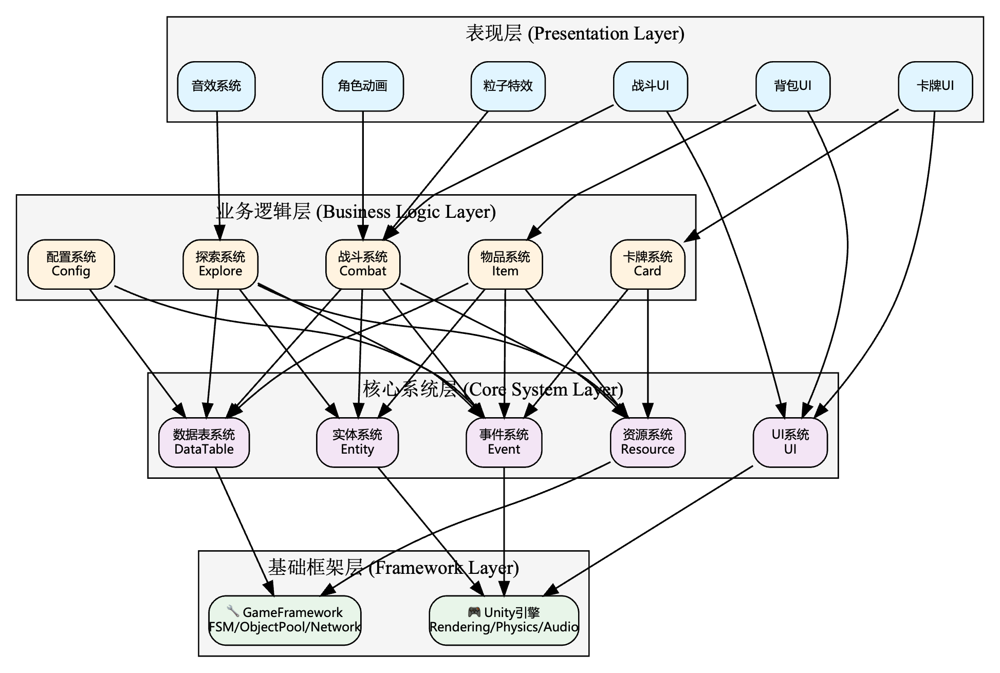 表现层 (Presentation Layer)
音效系统
角色动画
粒子特效
战斗UI
背包UI
卡牌UI
业务逻辑层 (Business Logic Layer)
配置系统
Config
探索系统
Explore
战斗系统
Combat
物品系统
Item
卡牌系统
Card
核心系统层 (Core System Layer)
数据表系统
DataTable
实体系统
Entity
事件系统
Event
资源系统
Resource
UI系统
UI
基础框架层 (Framework Layer)
🔧 GameFramework
FSM/ObjectPool/Network
🎮 Unity引擎
Rendering/Physics/Audio